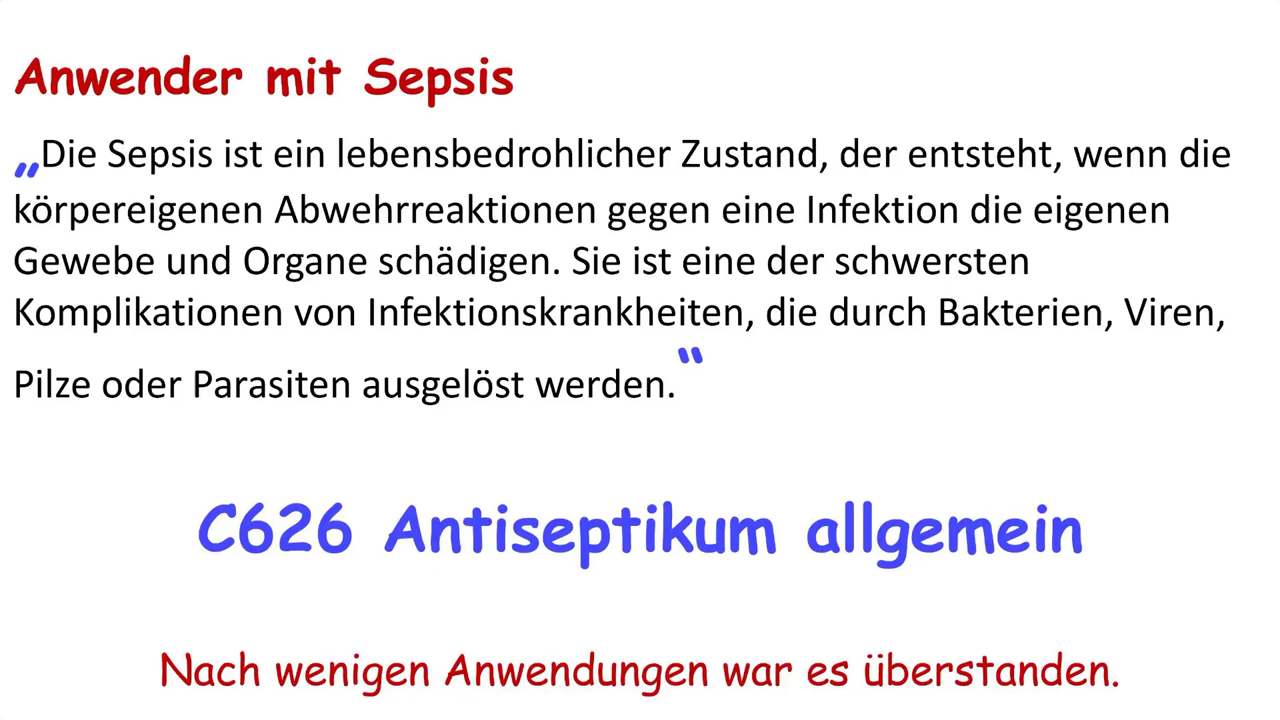 Anwender mit Sepsis
„Die Sepsis ist ein lebensbedrohlicher Zustand, der entsteht, wenn die
körpereigenen Abwehrreaktionen gegen eine Infektion die eigenen
Gewebe und Organe schädigen. Sie ist eine der schwersten
Komplikationen von Infektionskrankheiten, die durch Bakterien, Viren,
Pilze oder Parasiten ausgelöst werden.“
C626 Antiseptikum allgemein
Nach wenigen Anwendungen war es überstanden.